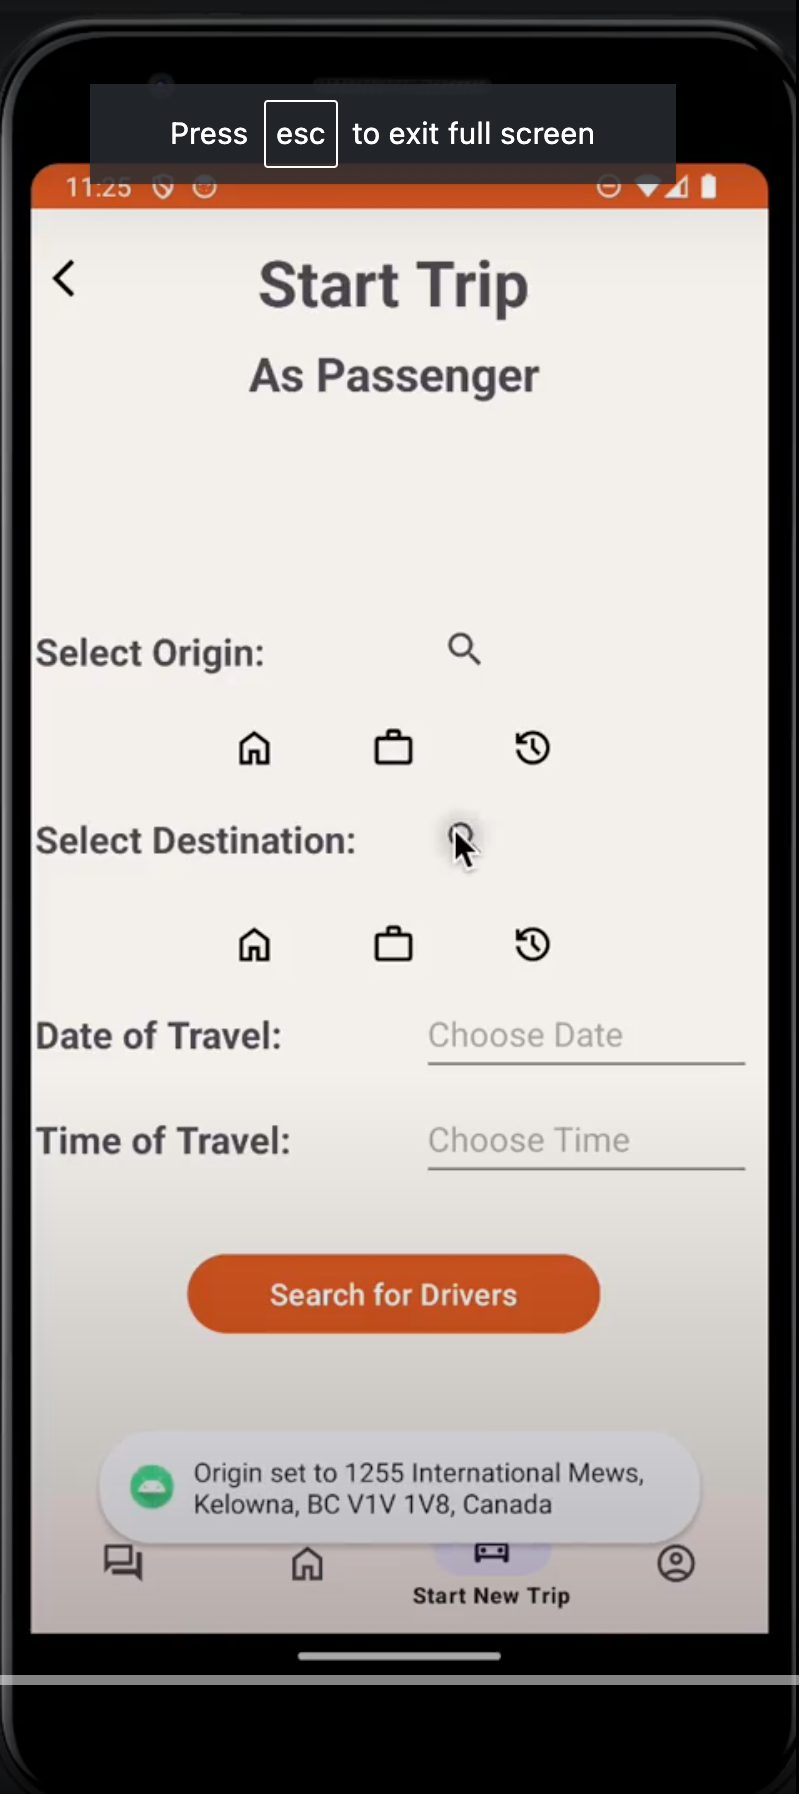 Press esc to exit full screen
11:25
Start Trip
As Passenger
Select Origin:
Select Destination:
Date of Travel: Choose Date
Time of Travel: Choose Time
Search for Drivers
Origin set to 1255 International Mews,
Kelowna, BC V1V 1V8, Canada
Start New Trip